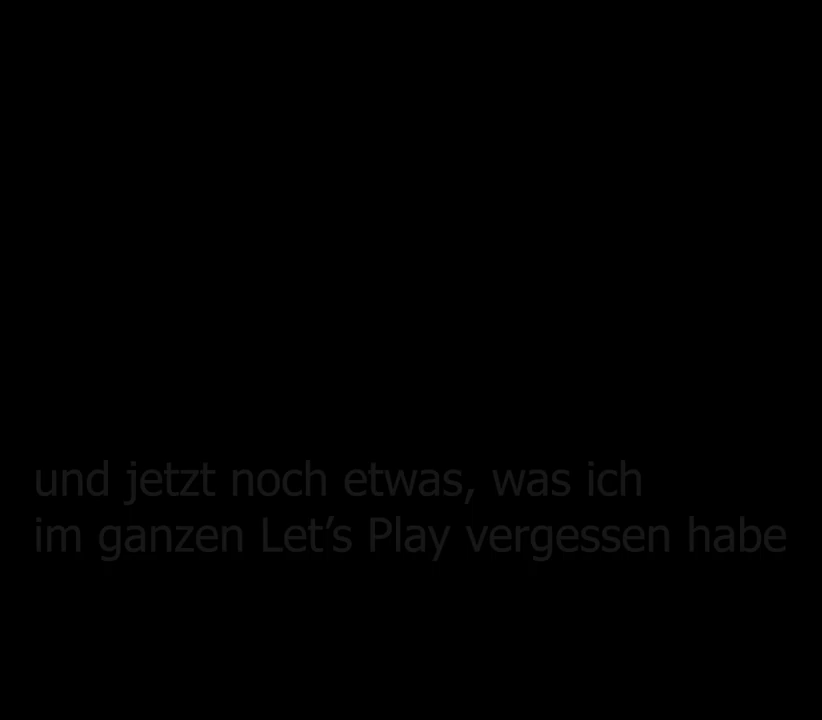 und jetzt noch etwas, was ich
im ganzen Let's Play vergessen habe